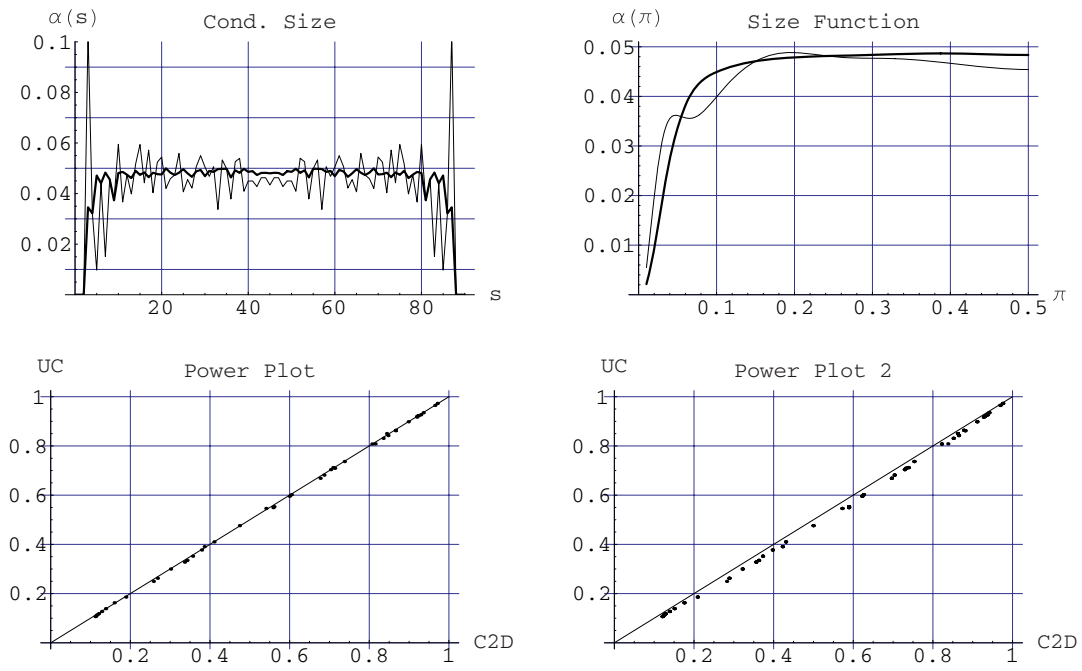 α(s)
Cond. Size
0.1
0.08
0.06
0.04
0.02
20 40 60 80 s
α(π)
Size Function
0.05
0.04
0.03
0.02
0.01
0.1 0.2 0.3 0.4 0.5 π
UC
Power Plot
1
0.8
0.6
0.4
0.2
0.2 0.4 0.6 0.8 1 C2D
UC
Power Plot 2
1
0.8
0.6
0.4
0.2
0.2 0.4 0.6 0.8 1 C2D